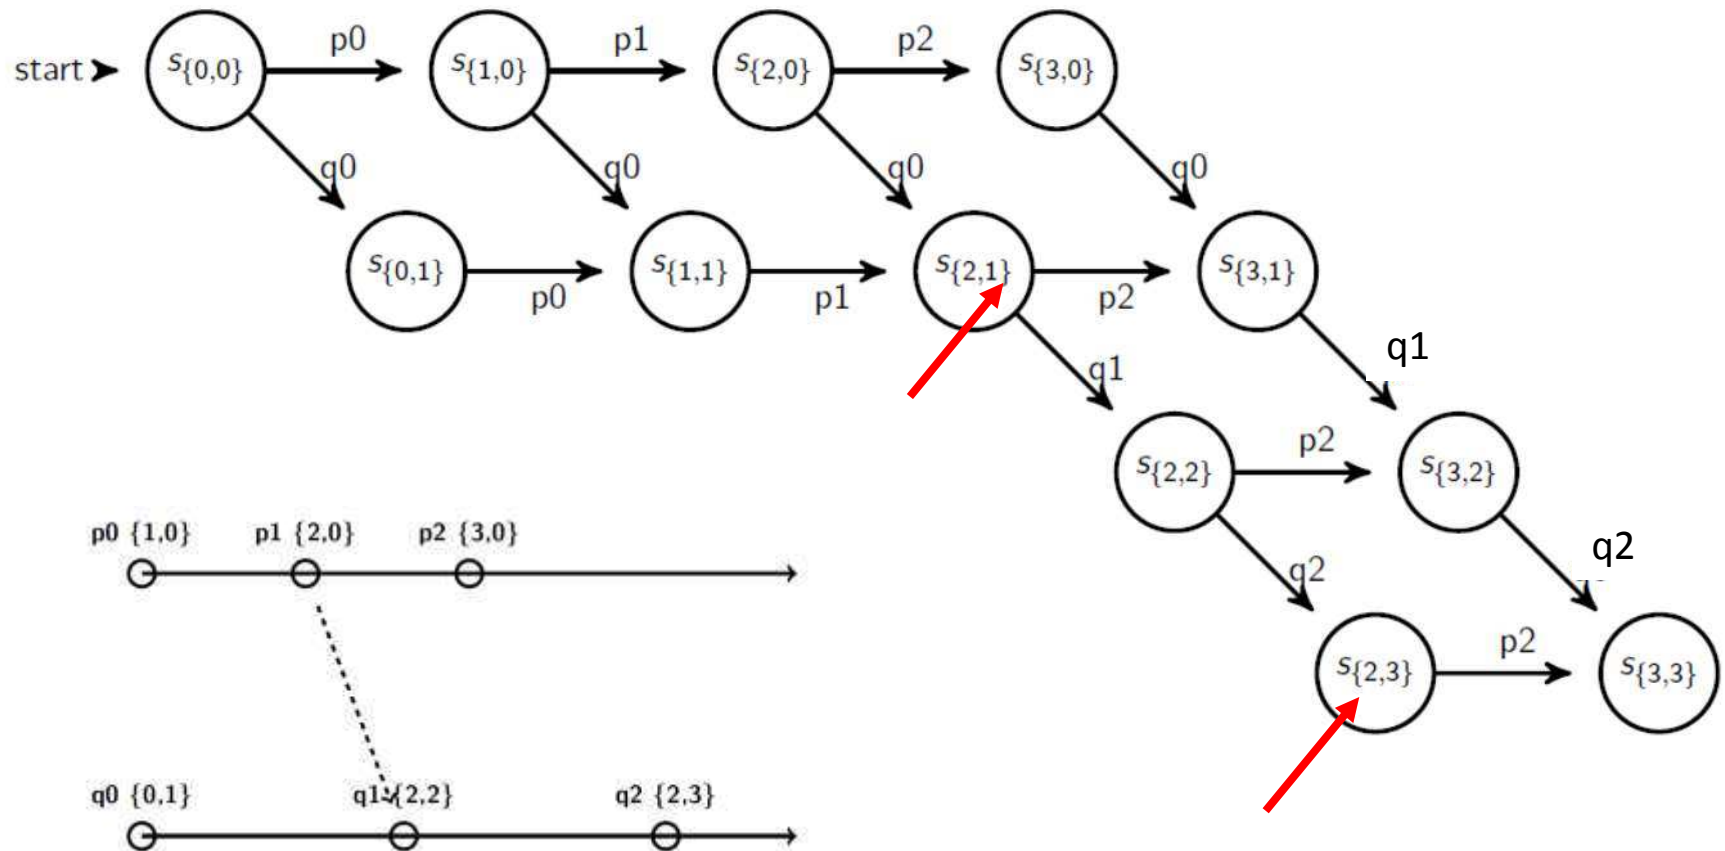 p0 p1 p2
start S{0,0} S{1,0} S{2,0} S{3,0}
q0 q0 q0 q0
S{0,1} S{1,1} S{2,1} S{3,1}
p0 p1 p2
q1 q1
p2
S{2,2} S{3,2}
p0 {1,0} p1 {2,0} p2 {3,0}
q2 q2
p2
S{2,3} S{3,3}
q0 {0,1} q1 {2,2} q2 {2,3}